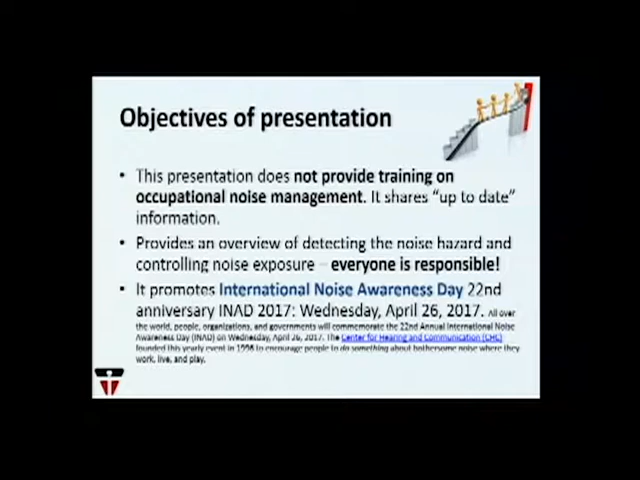 Objectives of presentation
• This presentation does not provide training on
occupational noise management. It shares “up to date”
information.
• Provides an overview of detecting the noise hazard and
controlling noise exposure – everyone is responsible!
• It promotes International Noise Awareness Day 22nd
anniversary INAD 2017: Wednesday, April 26, 2017. All over
the world, people, organizations, and governments will commemorate the 22nd Annual International Noise
Awareness Day (INAD) on Wednesday, April 26, 2017. The Center for Hearing and Communication (CHC)
founded this yearly event in 1996 to encourage people to do something about bothersome noise where they
work, live, and play.